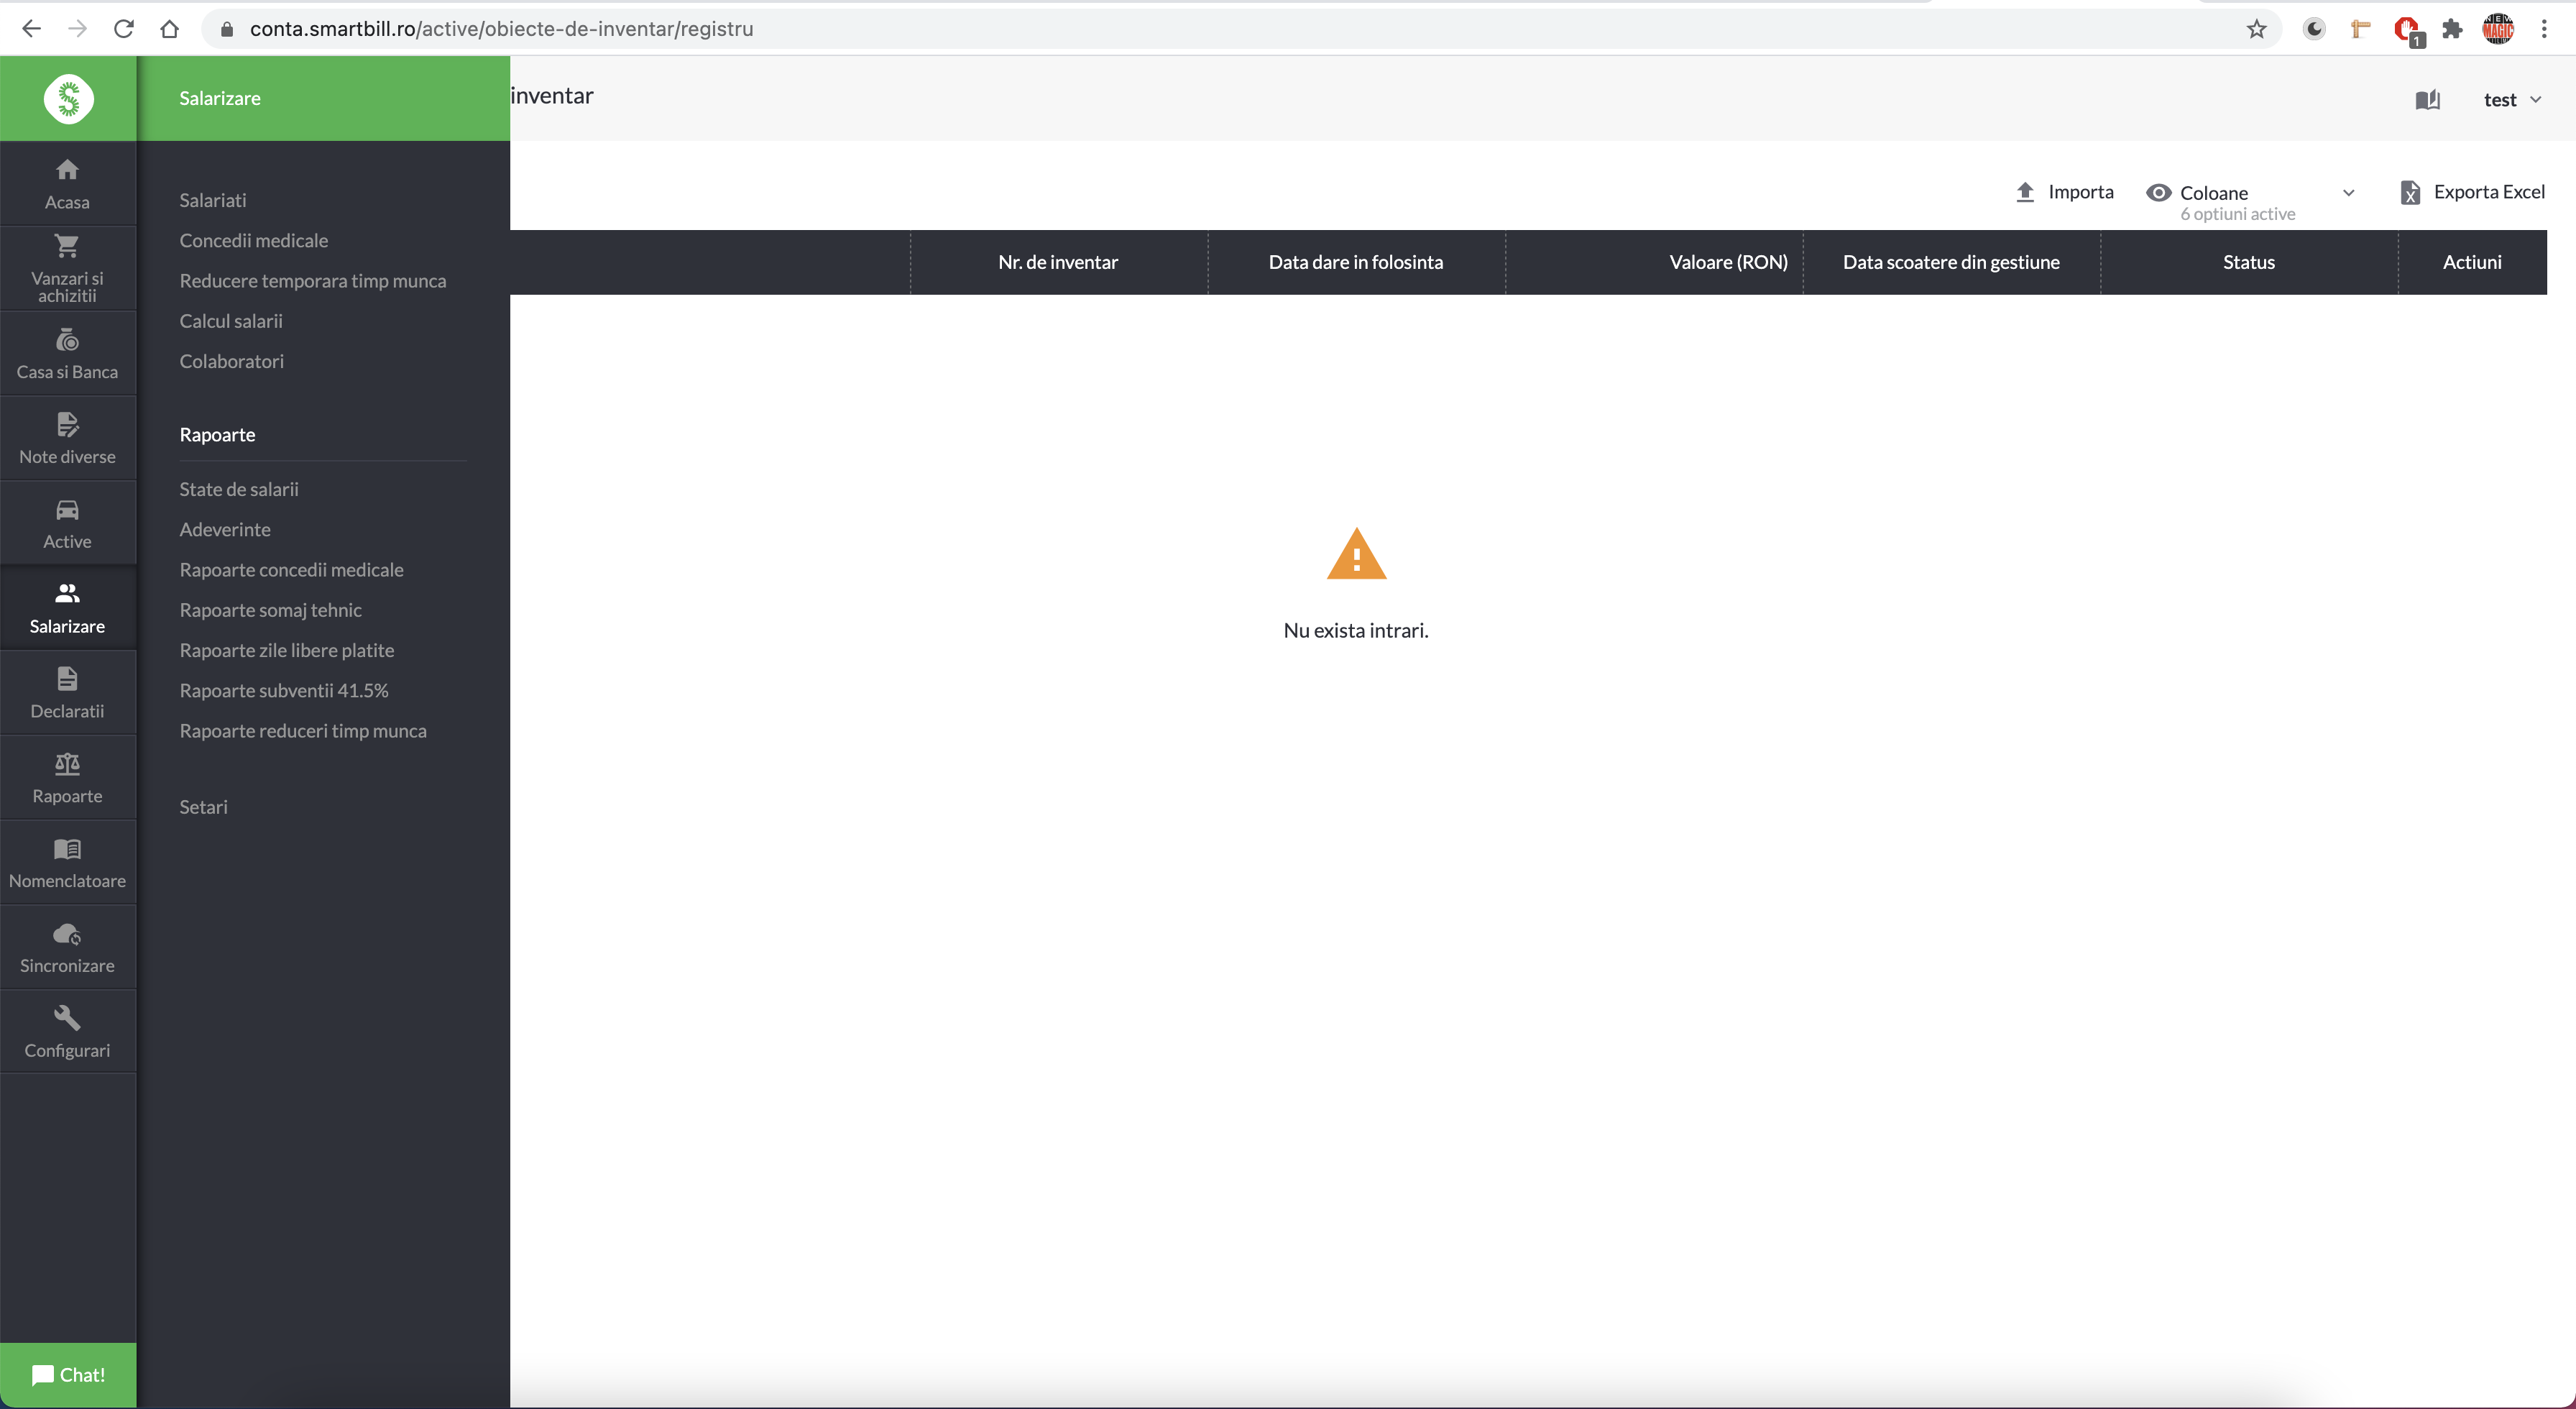 conta.smartbill.ro/active/obiecte-de-inventar/registru
1
NEW
MAGIC
Salarizare
inventar
test
Acasa
Vanzari si
achizitii
Casa si Banca
Note diverse
Active
Salarizare
Declaratii
Rapoarte
Nomenclatoare
Sincronizare
Configurari
Chat!
Salariati
Concedii medicale
Reducere temporara timp munca
Calcul salarii
Colaboratori
Rapoarte
State de salarii
Adeverinte
Rapoarte concedii medicale
Rapoarte somaj tehnic
Rapoarte zile libere platite
Rapoarte subventii 41.5%
Rapoarte reduceri timp munca
Setari
Importa
Coloane
6 optiuni active
Exporta Excel
Nr. de inventar
Data dare in folosinta
Valoare (RON)
Data scoatere din gestiune
Status
Actiuni
Nu exista intrari.